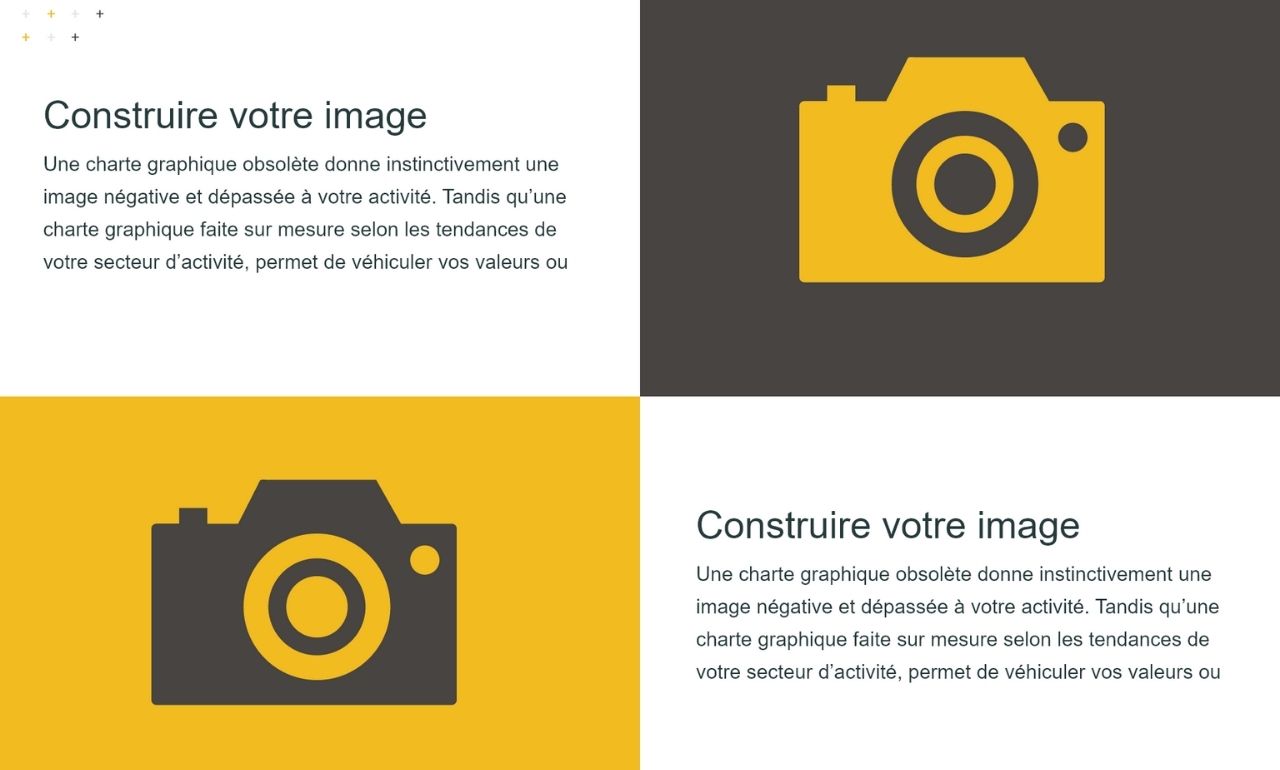 Construire votre image
Une charte graphique obsolète donne instinctivement une
image négative et dépassée à votre activité. Tandis qu’une
charte graphique faite sur mesure selon les tendances de
votre secteur d’activité, permet de véhiculer vos valeurs ou
Construire votre image
Une charte graphique obsolète donne instinctivement une
image négative et dépassée à votre activité. Tandis qu’une
charte graphique faite sur mesure selon les tendances de
votre secteur d’activité, permet de véhiculer vos valeurs ou